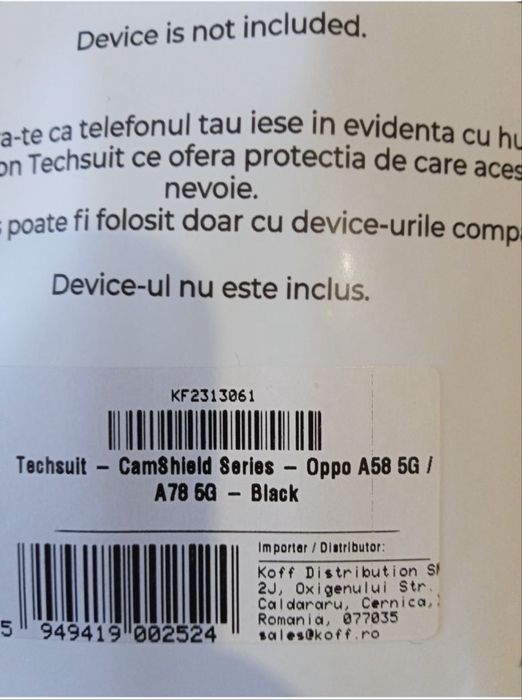 Device is not included.
a-te ca telefonul tau iese in evidenta cu hu
on Techsuit ce ofera protectia de care aces
nevoie.
poate fi folosit doar cu device-urile comp
Device-ul nu este inclus.
KF2313061
Techsuit - CamShield Series - Oppo A58 5G /
A78 5G - Black
Importer / Distributor:
Koff Distribution S
2J, Oxigenului Str.
Caldararu, Cernica,
Romania, 077035
sales@koff.ro
5 949419 002524